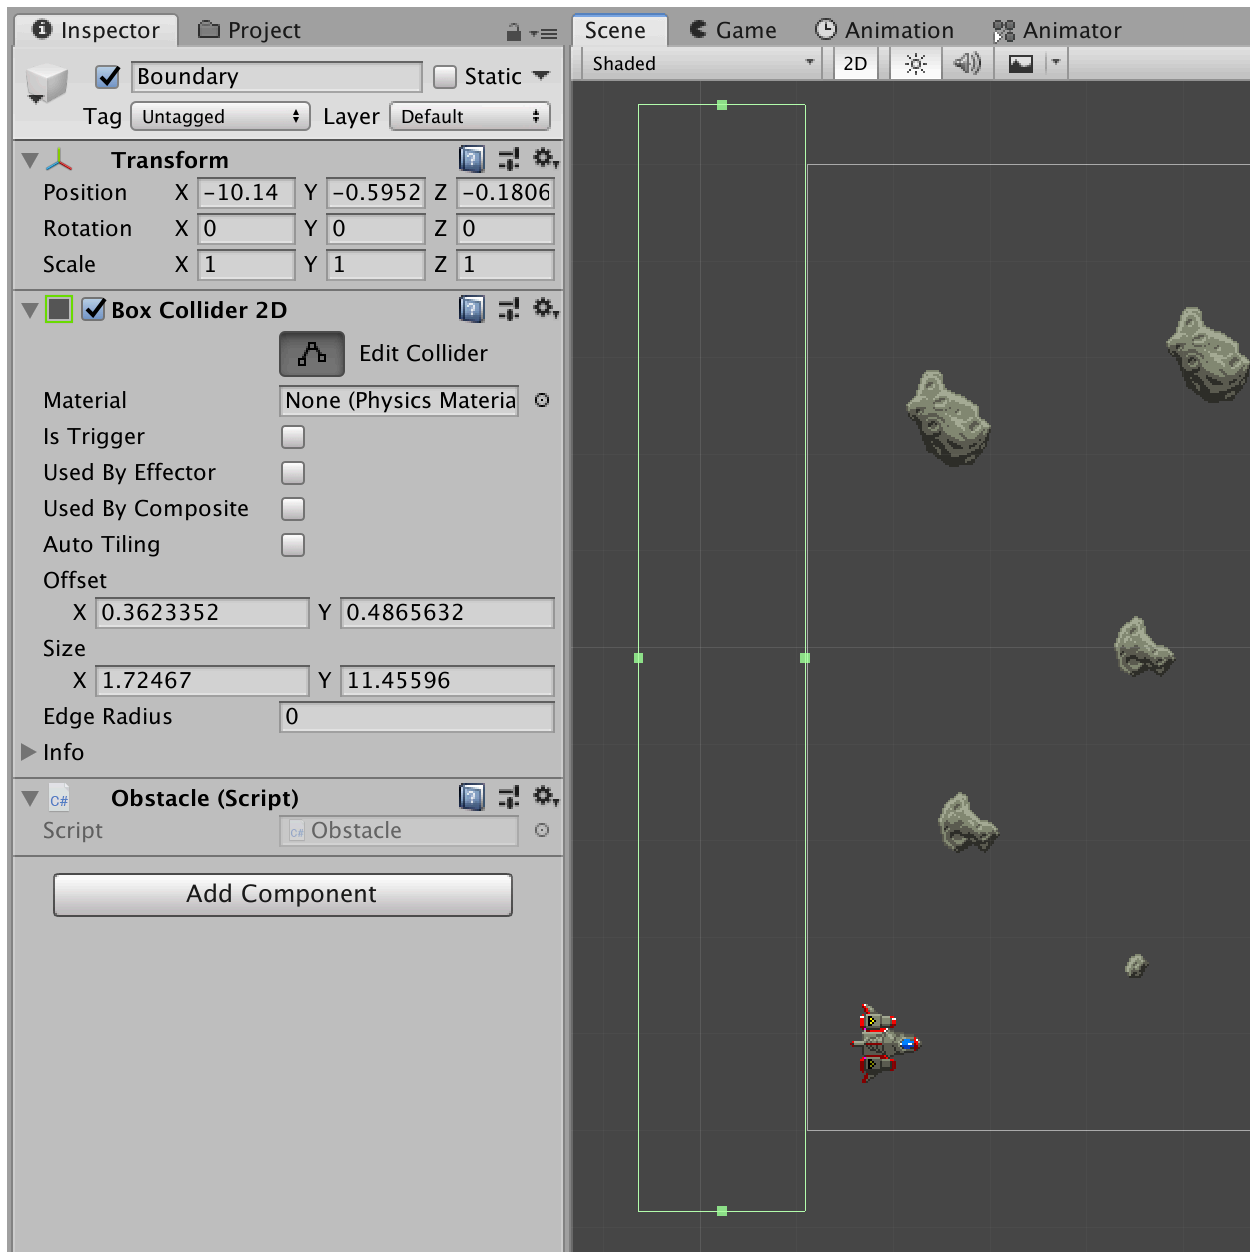 Inspector Project
Boundary Static
Tag Untagged Layer Default
Transform
Position X -10.14 Y -0.5952 Z -0.1806
Rotation X 0 Y 0 Z 0
Scale X 1 Y 1 Z 1
Box Collider 2D
Edit Collider
Material None (Physics Materia
Is Trigger
Used By Effector
Used By Composite
Auto Tiling
Offset
X 0.3623352 Y 0.4865632
Size
X 1.72467 Y 11.45596
Edge Radius 0
Info
C# Obstacle (Script)
Script C# Obstacle
Add Component
Scene Game Animation Animator
Shaded 2D